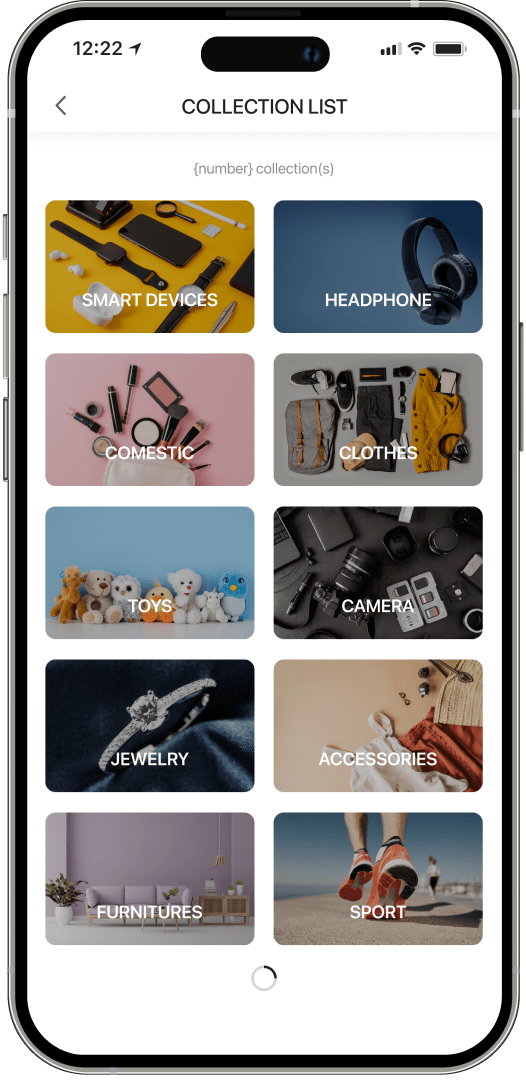 12:22
COLLECTION LIST
{number} collection(s)
SMART DEVICES
HEADPHONE
COMESTIC
CLOTHES
TOYS
CAMERA
JEWELRY
ACCESSORIES
FURNITURES
SPORT